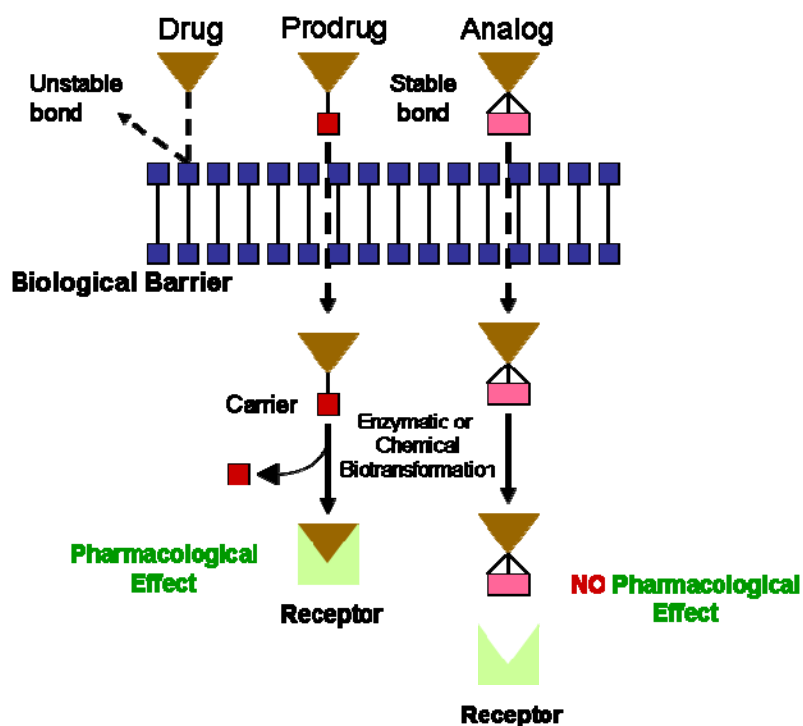 Drug
Prodrug
Analog
Unstable
bond
Stable
bond
Biological Barrier
Carrier
Enzymatic or
Chemical
Biotransformation
Pharmacological
Effect
Receptor
NO Pharmacological
Effect
Receptor